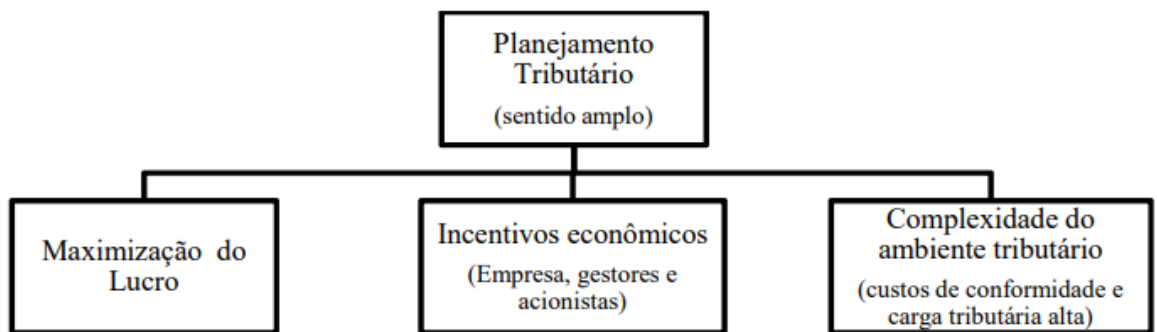 Planejamento
Tributário
(sentido amplo)
Maximização do
Lucro
Incentivos econômicos
(Empresa, gestores e
acionistas)
Complexidade do
ambiente tributário
(custos de conformidade e
carga tributária alta)